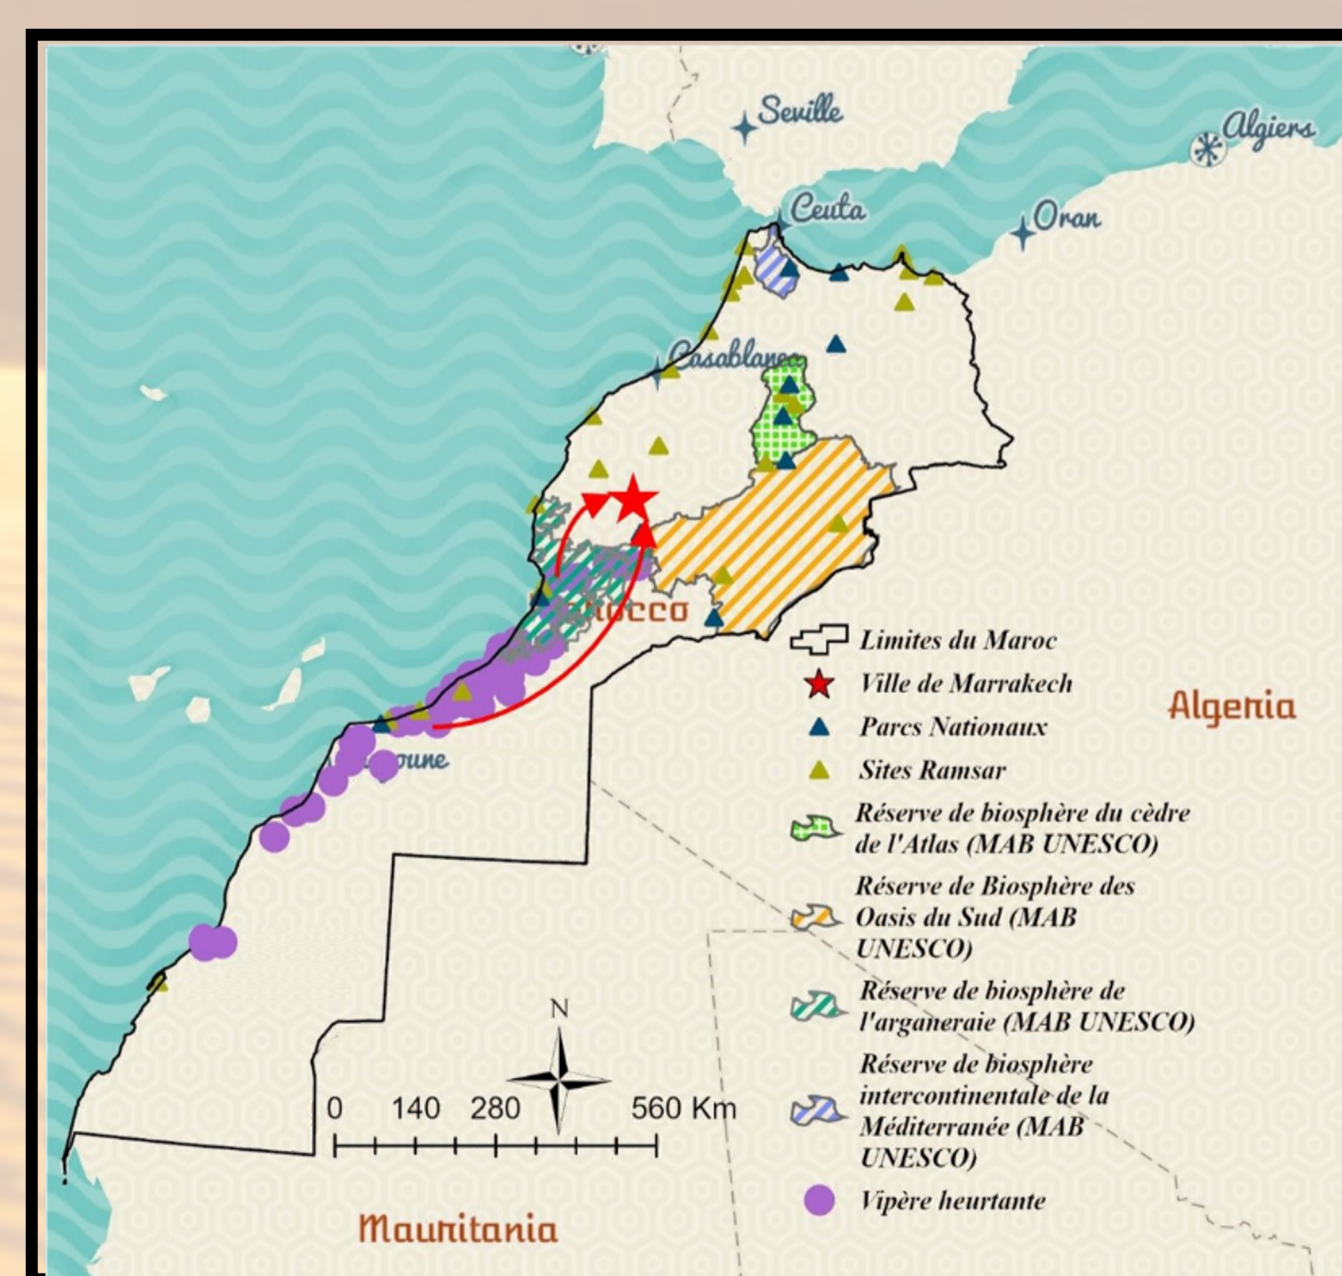 Seville
Algiers
Ceuta
Oran
Casablanca
Limites du Maroc
Ville de Marrakech
Parcs Nationaux
Sites Ramsar
Réserve de biosphère du cèdre
de l'Atlas (MAB UNESCO)
Réserve de Biosphère des
Oasis du Sud (MAB
UNESCO)
Réserve de biosphère de
l'arganeraie (MAB UNESCO)
Réserve de biosphère
intercontinentale de la
Méditerranée (MAB
UNESCO)
Vipère heurtante
Algeria
N
0 140 280 560 Km
Mauritania